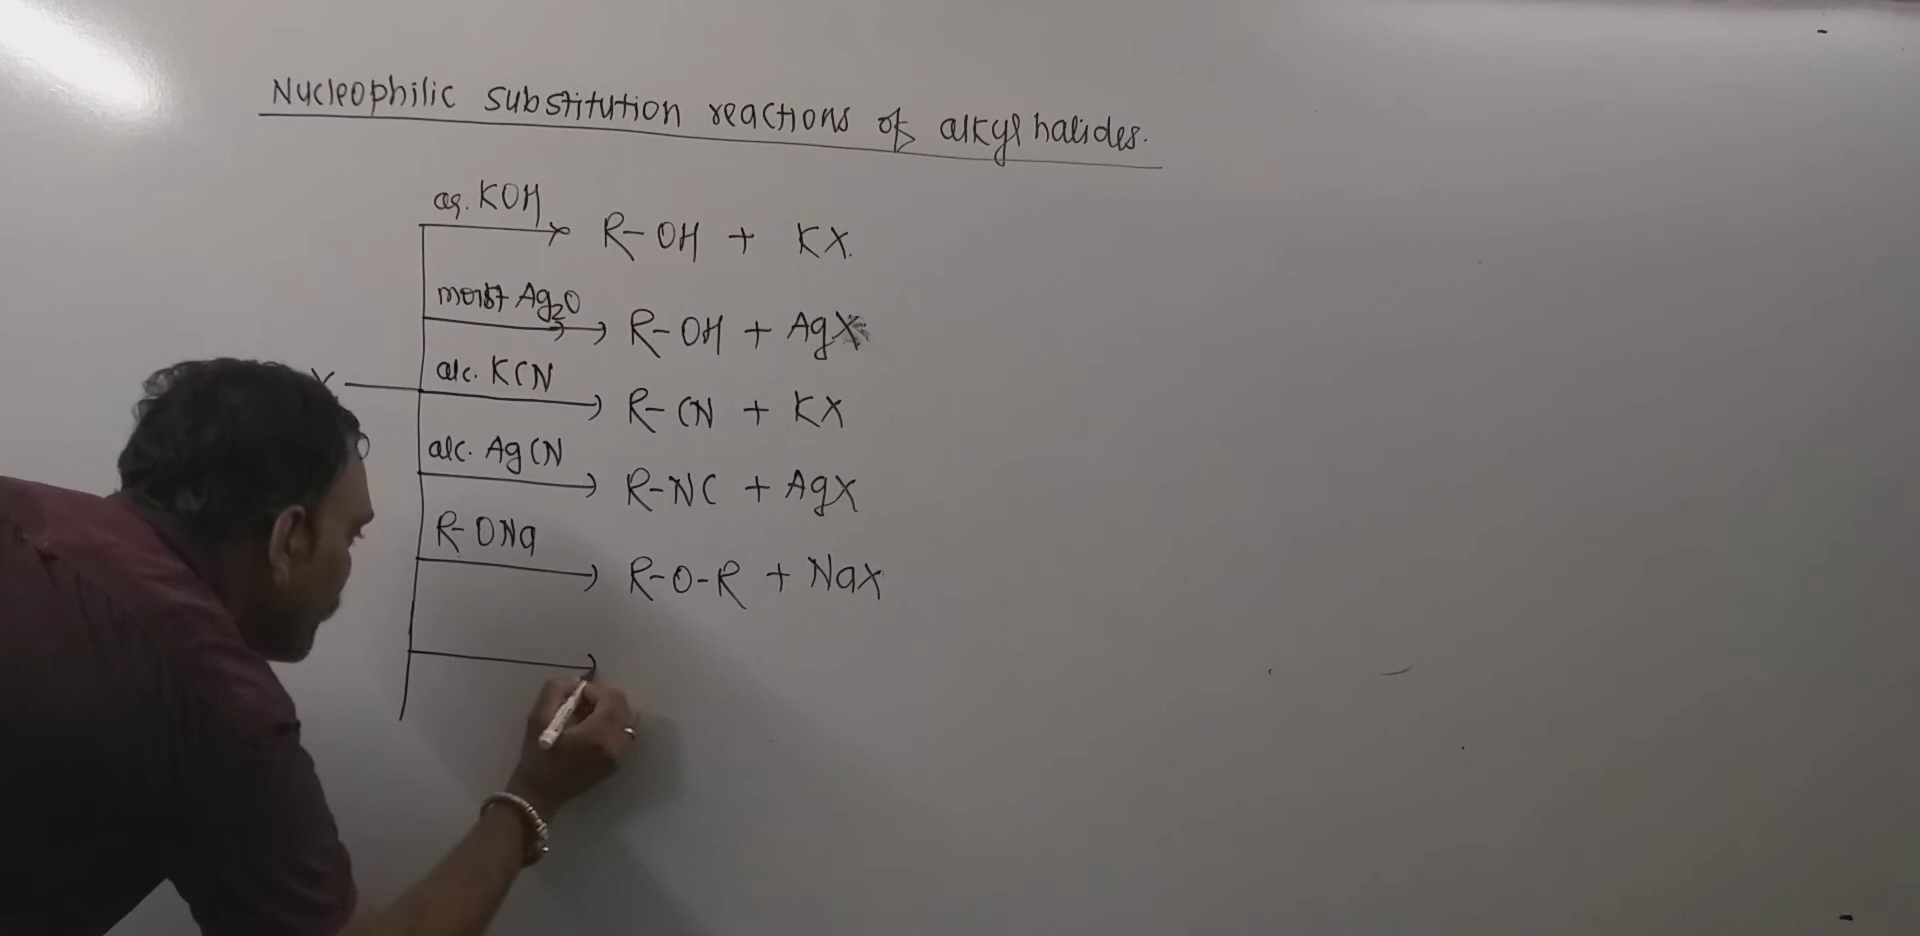 Nucleophilic substitution reactions of alkyl halides.
aq. KOH
R-OH + KX.
moist Ag₂O
R-OH + AgX
X
alc. KCN
R-CN + KX
alc. AgCN
R-NC + AgX
R-ONa
R-O-R + NaX